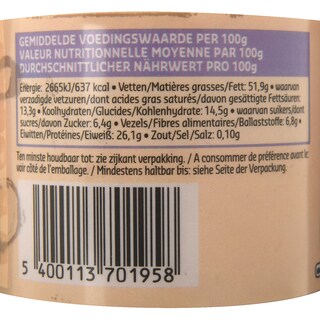 GEMIDDELDE VOEDINGSWAARDE PER 100g
VALEUR NUTRITIONNELLE MOYENNE PAR 100g
DURCHSCHNITTLICHER NÄHRWERT PRO 100g
Energie: 2665kJ/637 kcal • Vetten/Matières grasses/Fett: 51,9g • waarvan
verzadigde vetzuren/dont acides gras saturés/davon gesättigte Fettsäuren:
13,3g • Koolhydraten/Glucides/Kohlenhydrate: 14,5g • waarvan suikers/dont
sucres/davon Zucker: 6,4g • Vezels/Fibres alimentaires/Ballaststoffe: 6,8g •
Eiwitten/Protéines/Eiweiß: 26,1g • Zout/Sel/Salz: 0,10g
Ten minste houdbaar tot: zie zijkant verpakking. / A consommer de préférence avant le:
voir côté de l'emballage. / Mindestens haltbar bis: siehe Seite der Verpackung.
5 400113 701958